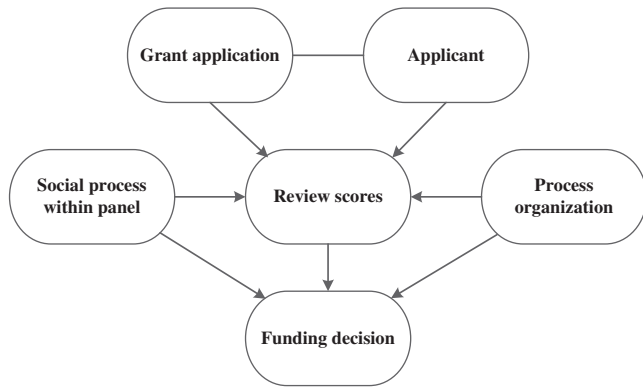 Grant application
Applicant
Social process
within panel
Review scores
Process
organization
Funding decision